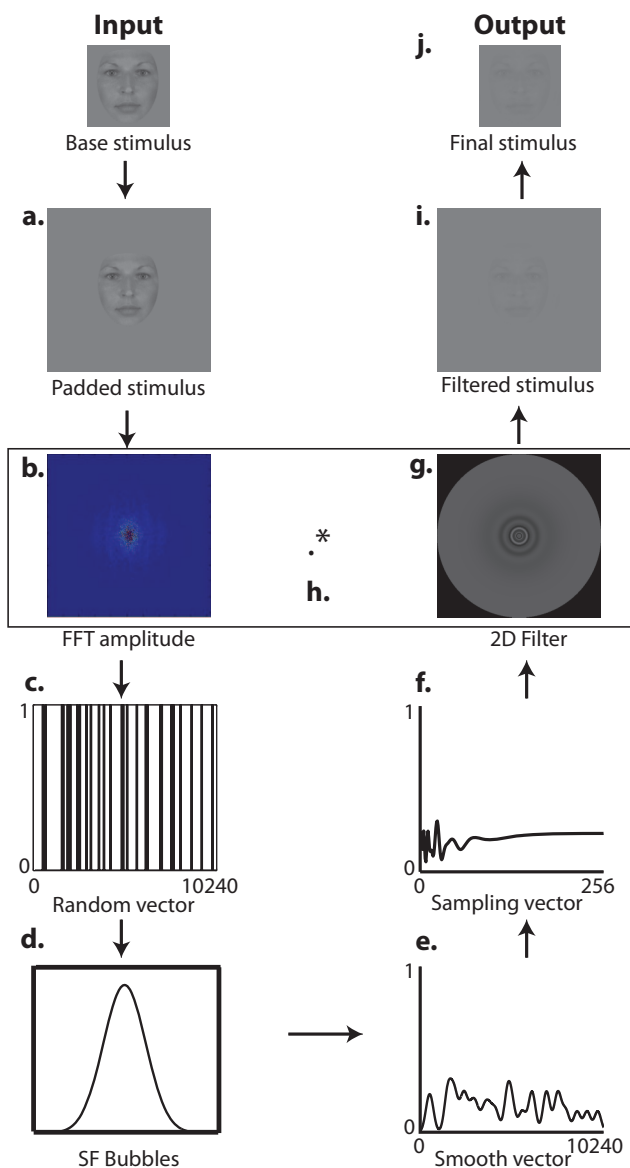 Input
Output
j.
Base stimulus
Final stimulus
a.
i.
Padded stimulus
Filtered stimulus
b.
g.
.*
h.
FFT amplitude
2D Filter
c.
f.
1
1
0
0
0
10240
0
256
Random vector
Sampling vector
d.
e.
1
0
0
10240
SF Bubbles
Smooth vector